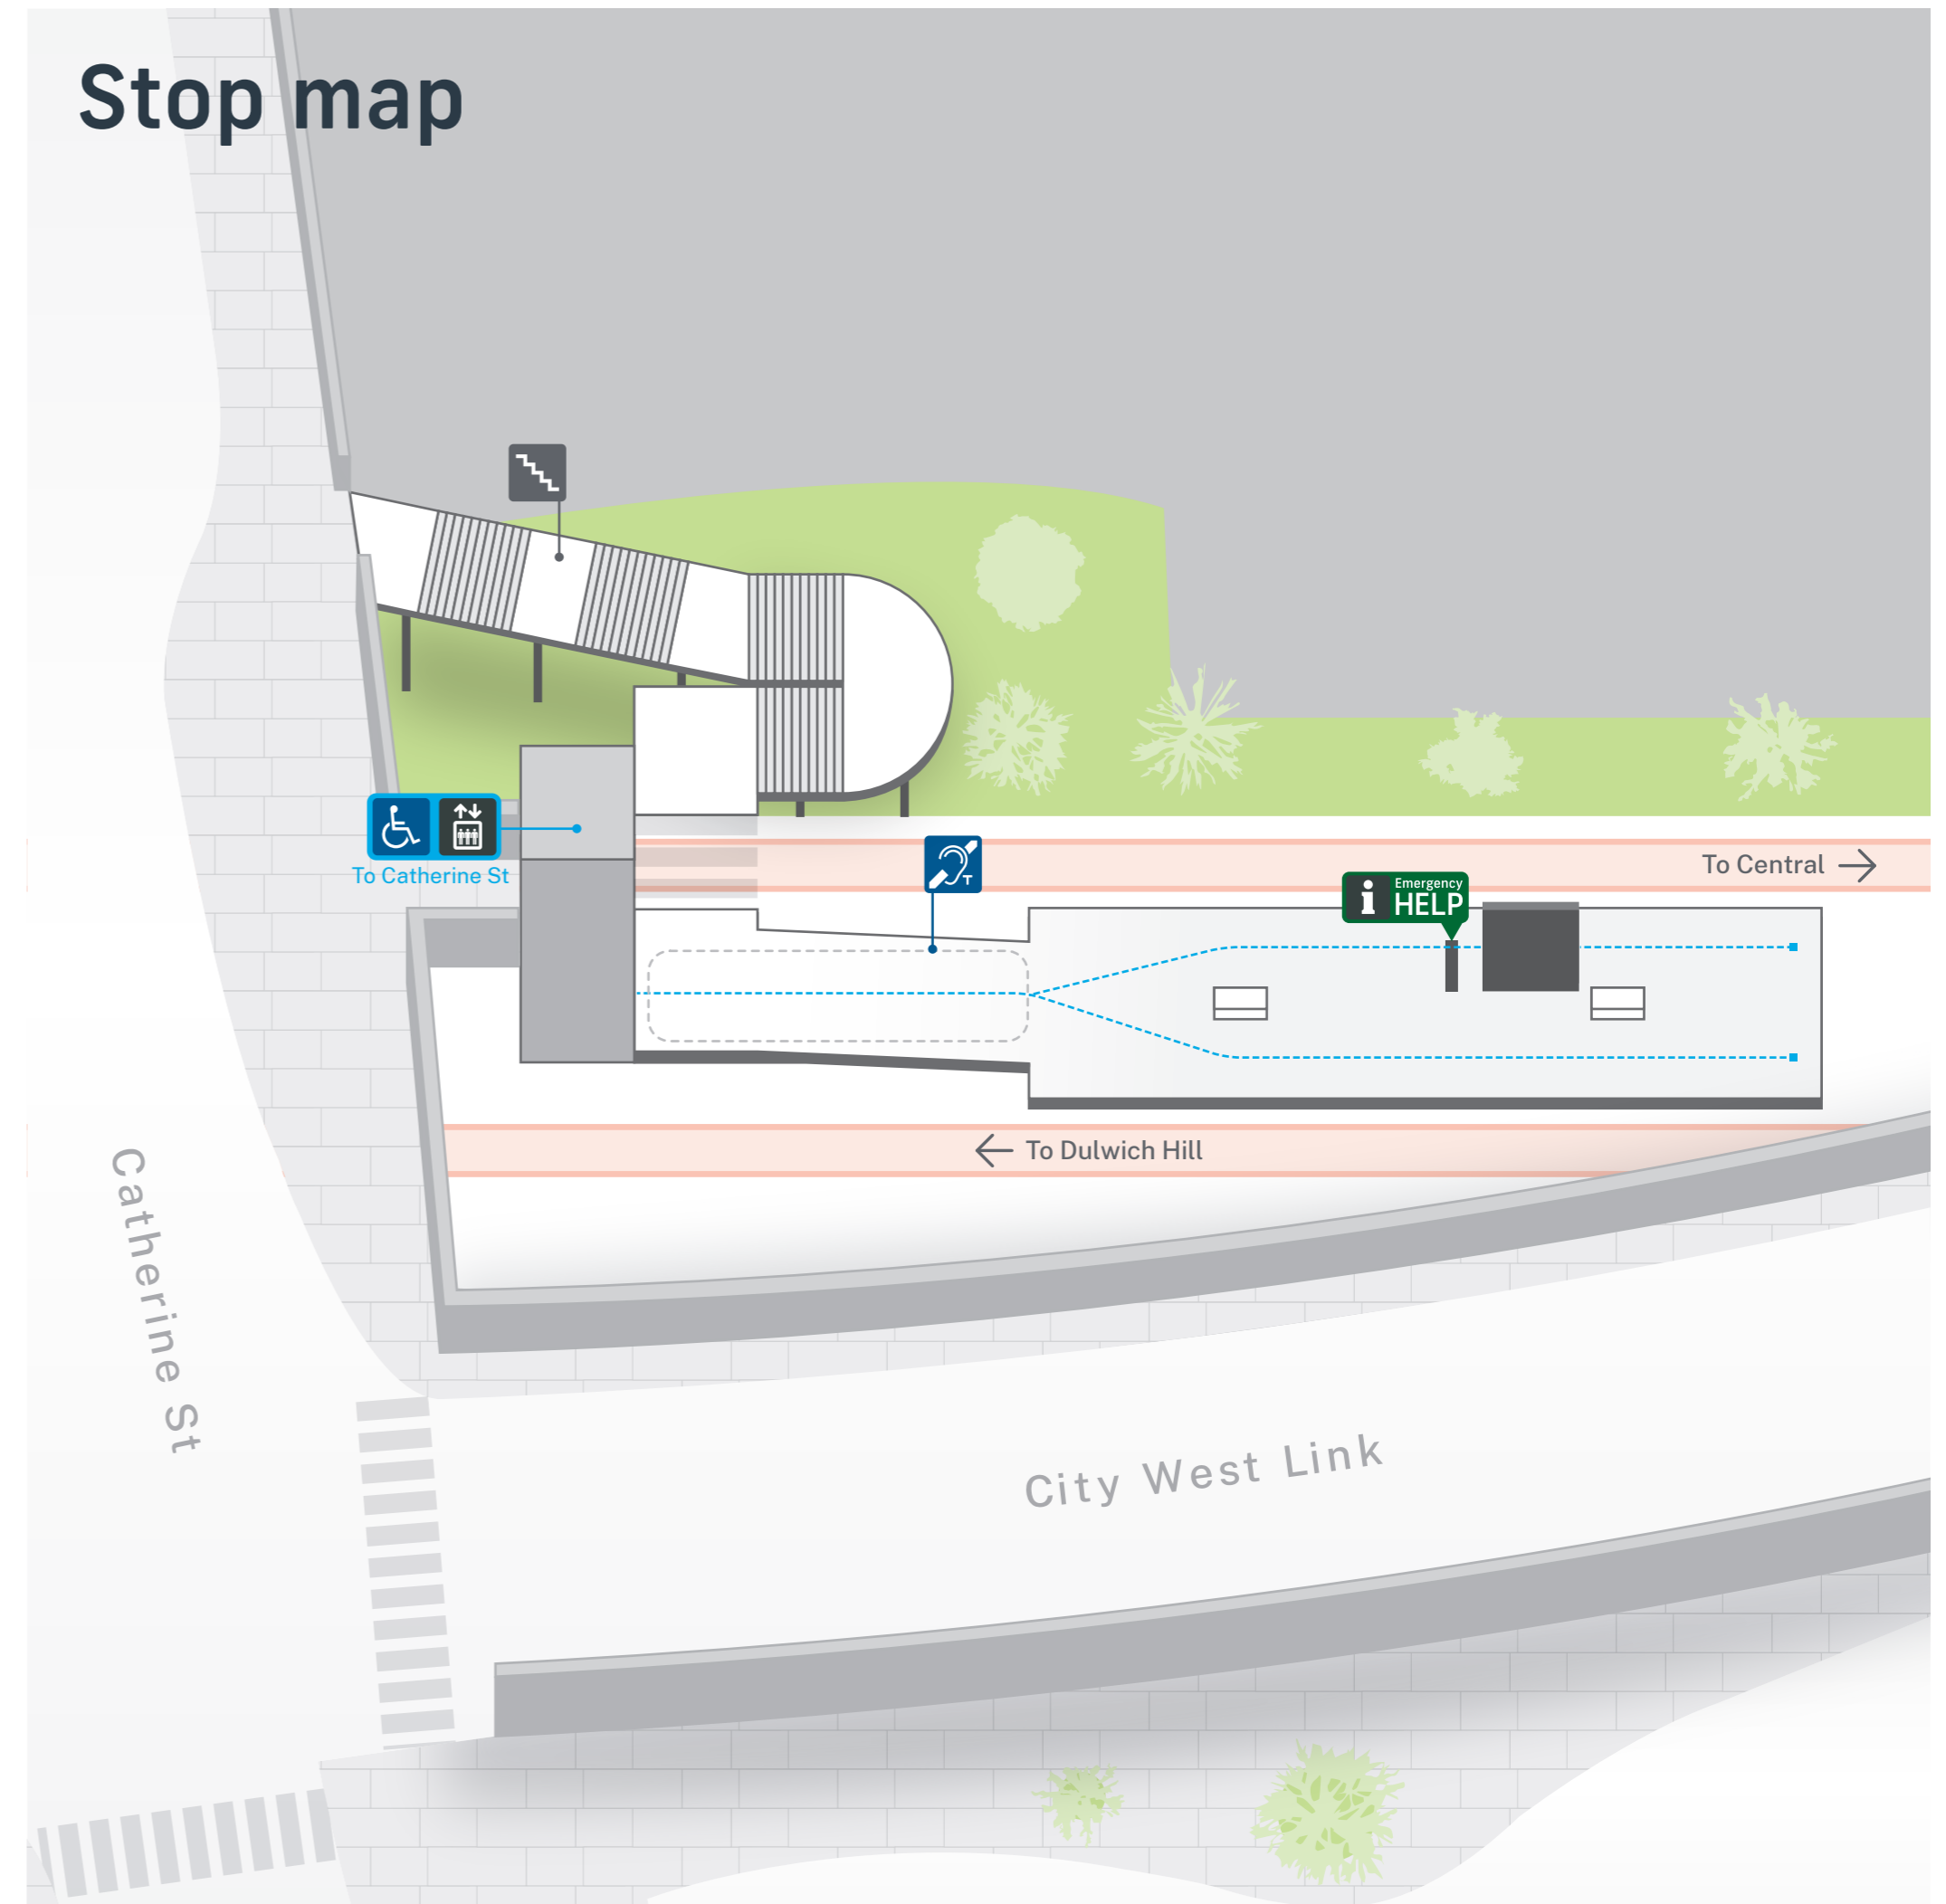 Stop map
To Catherine St
T
To Central
i
Emergency
HELP
To Dulwich Hill
Catherine St
City West Link